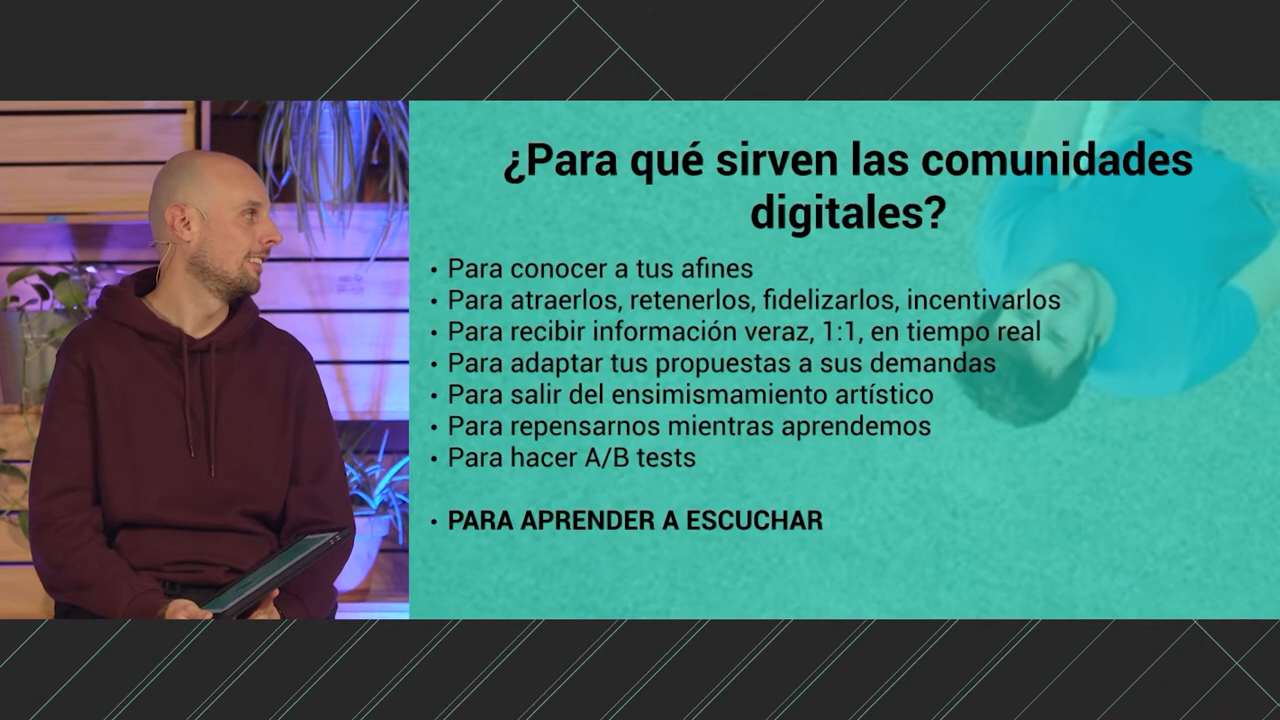 ¿Para qué sirven las comunidades
digitales?
• Para conocer a tus afines
• Para atraerlos, retenerlos, fidelizarlos, incentivarlos
• Para recibir información veraz, 1:1, en tiempo real
• Para adaptar tus propuestas a sus demandas
• Para salir del ensimismamiento artístico
• Para repensarnos mientras aprendemos
• Para hacer A/B tests
• PARA APRENDER A ESCUCHAR